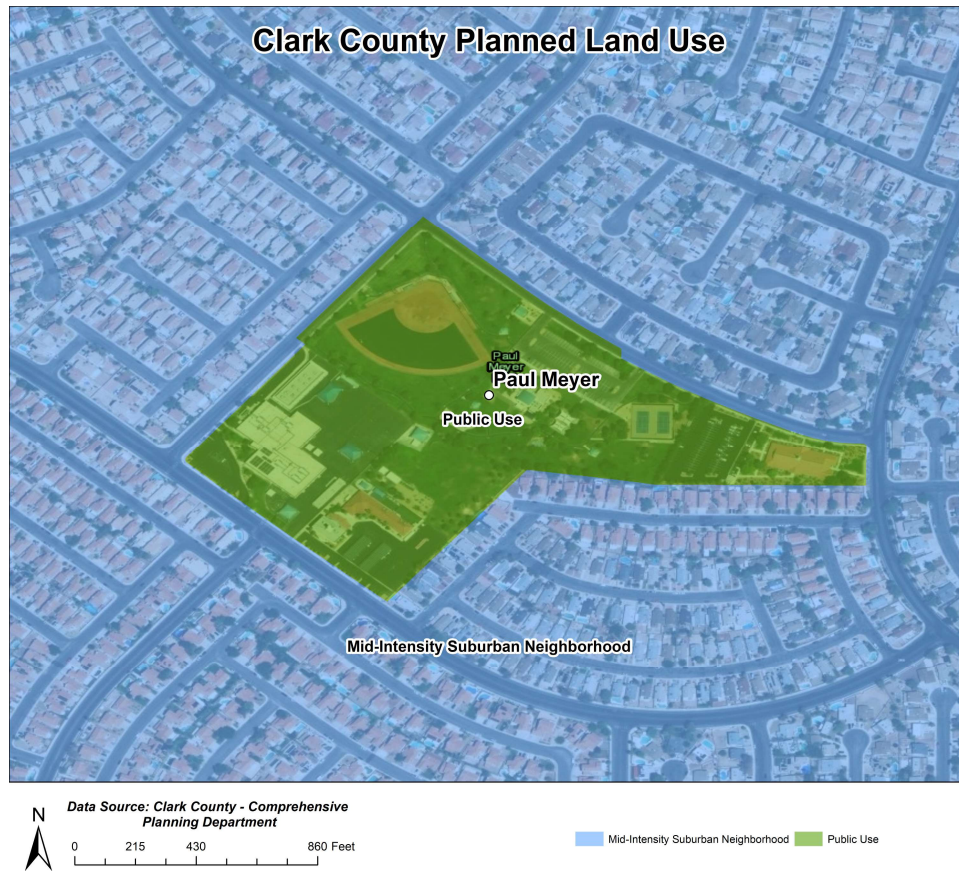 Clark County Planned Land Use
Paul
Meyer
Paul Meyer
Public Use
Mid-Intensity Suburban Neighborhood
N
Data Source: Clark County - Comprehensive
Planning Department
0 215 430 860 Feet
Mid-Intensity Suburban Neighborhood Public Use